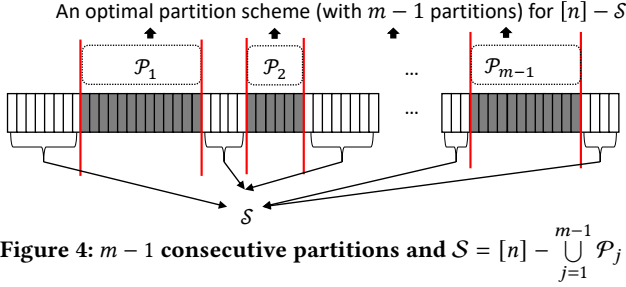 An optimal partition scheme (with m − 1 partitions) for [n] − 𝒮
𝒫₁ 𝒫₂ ... 𝒫ₘ₋₁
...
𝒮
Figure 4: m − 1 consecutive partitions and 𝒮 = [n] − ⋃_{j=1}^{m−1} 𝒫ⱼ